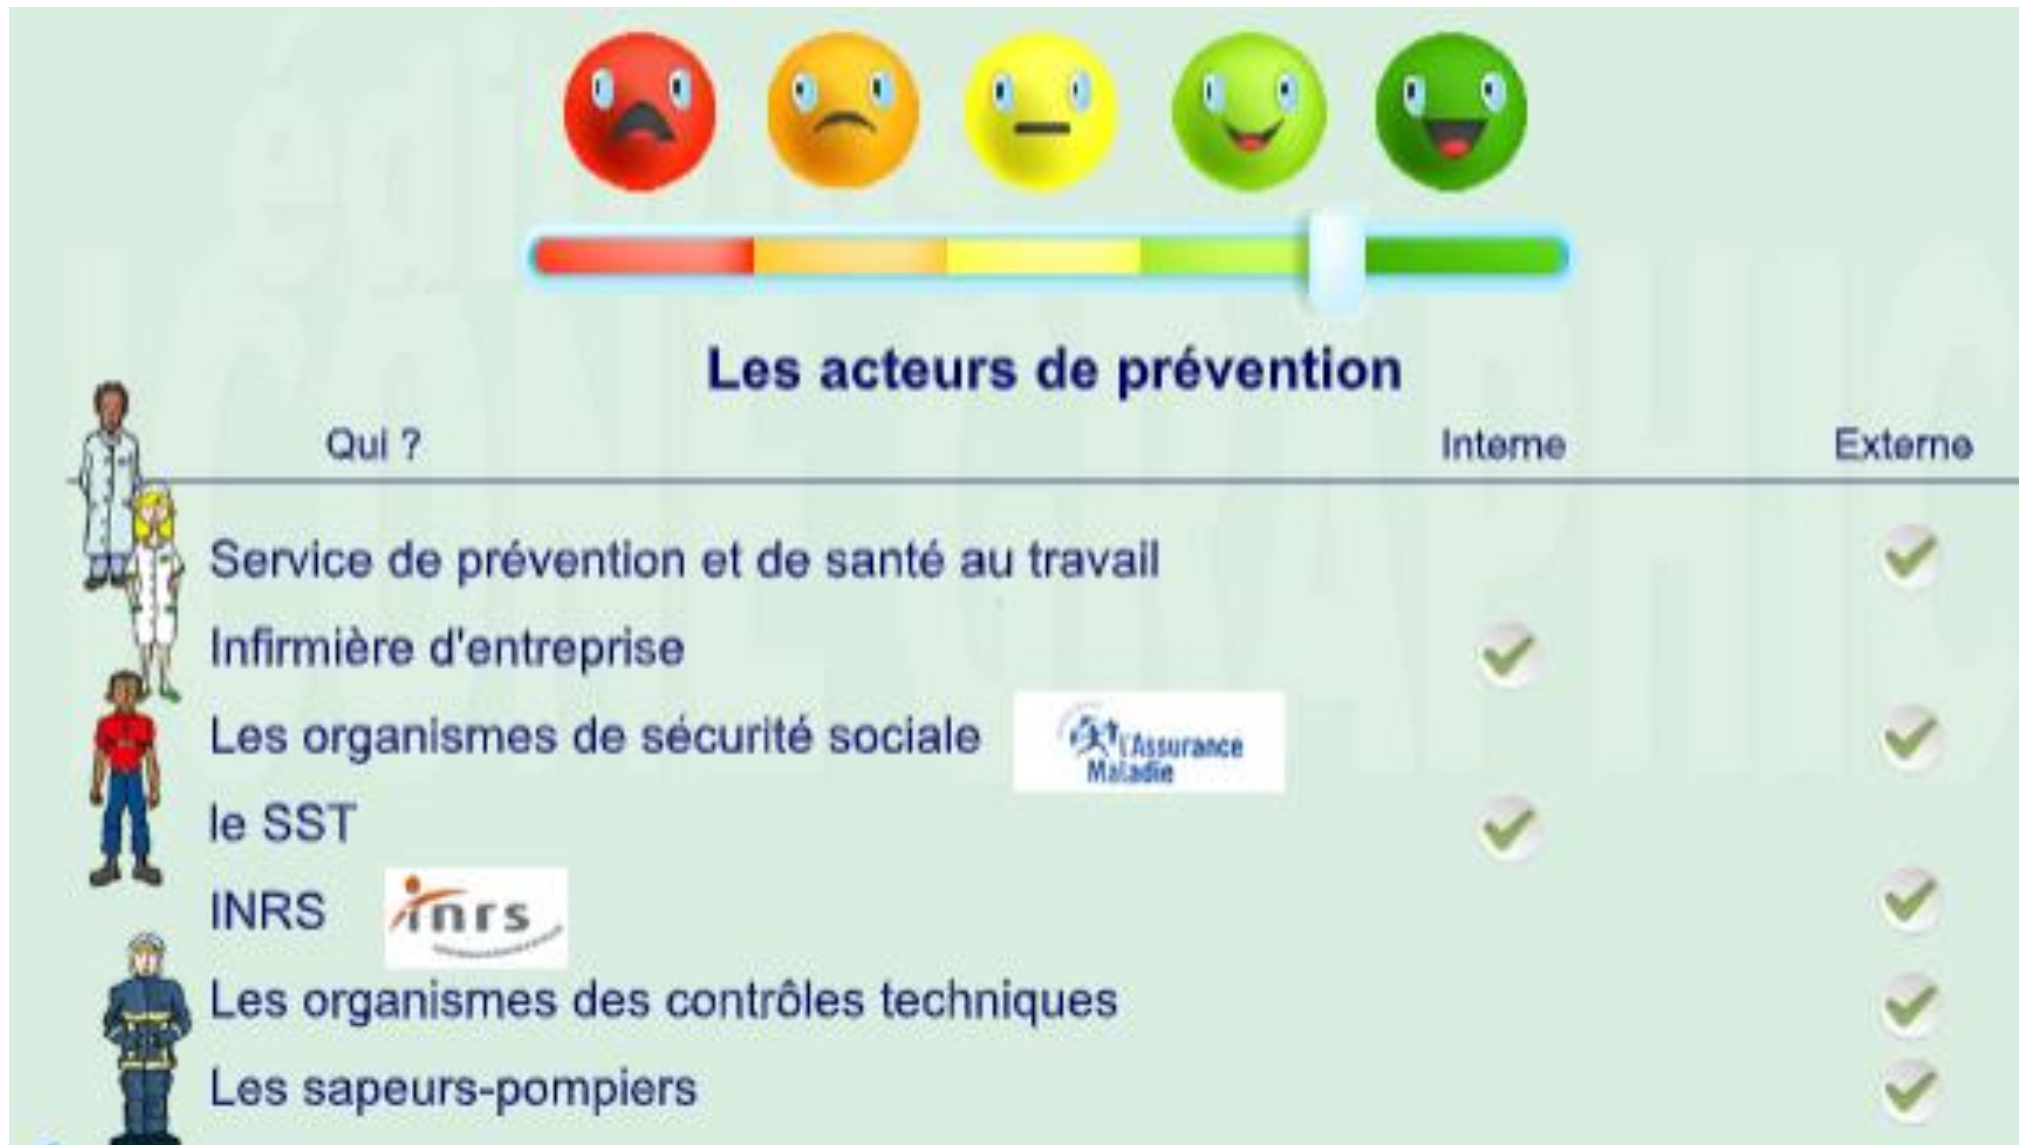 Les acteurs de prévention
Qui ? Interne Externe
Service de prévention et de santé au travail
Infirmière d'entreprise
Les organismes de sécurité sociale
l'Assurance
Maladie
le SST
INRS inrs
Les organismes des contrôles techniques
Les sapeurs-pompiers